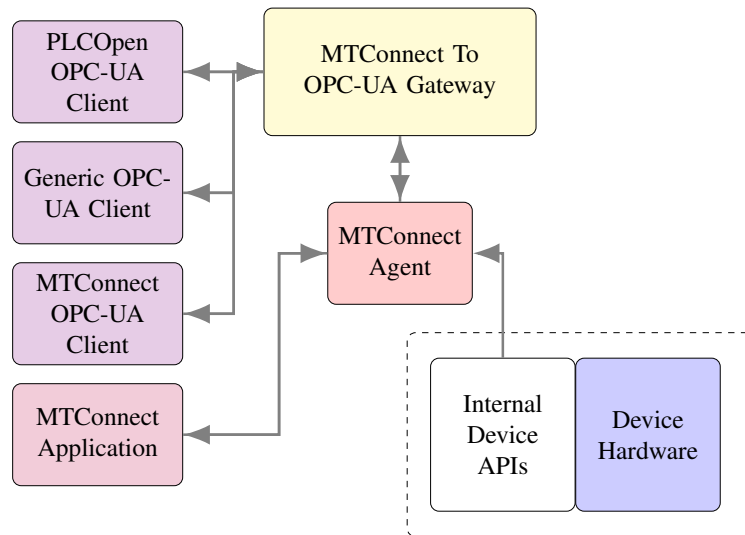 PLCOpen
OPC-UA
Client
MTConnect To
OPC-UA Gateway
Generic OPC-
UA Client
MTConnect
Agent
MTConnect
OPC-UA
Client
MTConnect
Application
Internal
Device
APIs
Device
Hardware